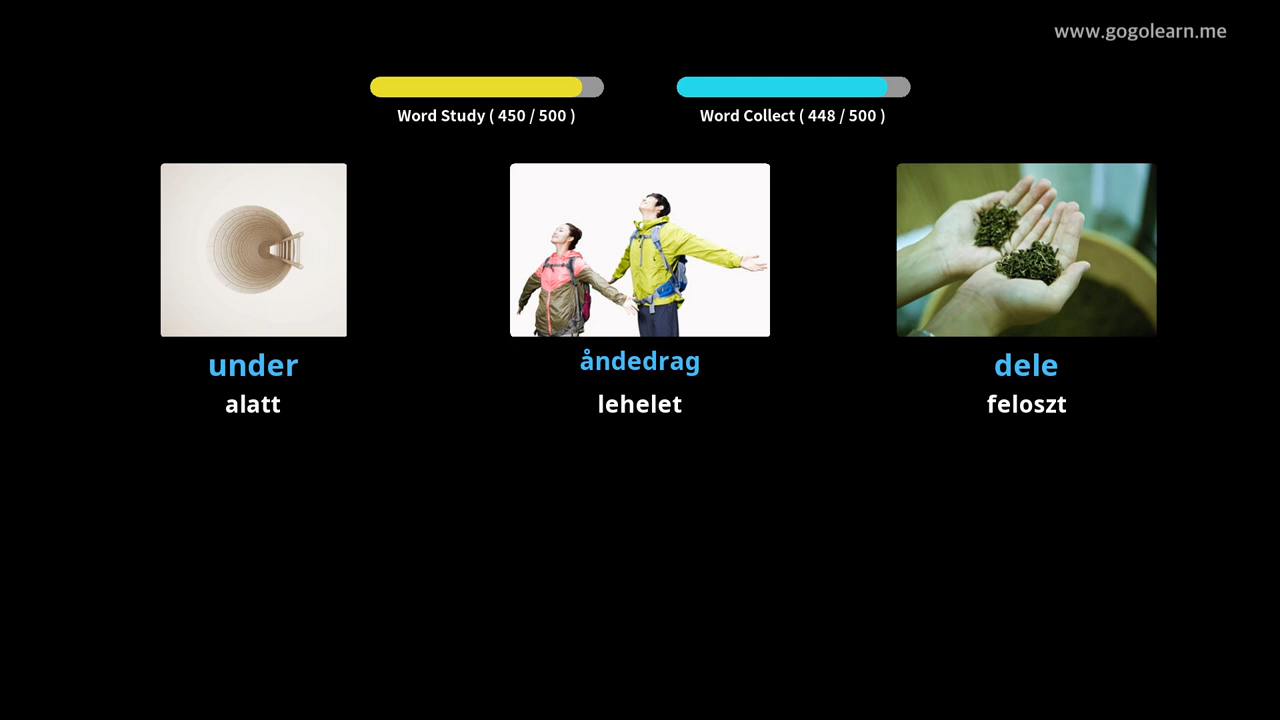 www.gogolearn.me
Word Study ( 450 / 500 )
Word Collect ( 448 / 500 )
under
alatt
åndedrag
lehelet
dele
feloszt